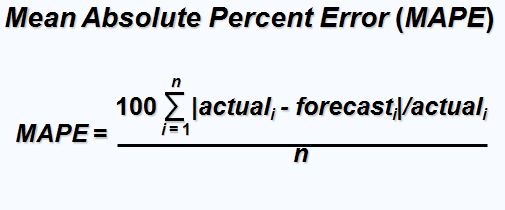 Mean Absolute Percent Error (MAPE)
n
100 ∑ |actualᵢ - forecastᵢ|/actualᵢ
i = 1
MAPE =
n